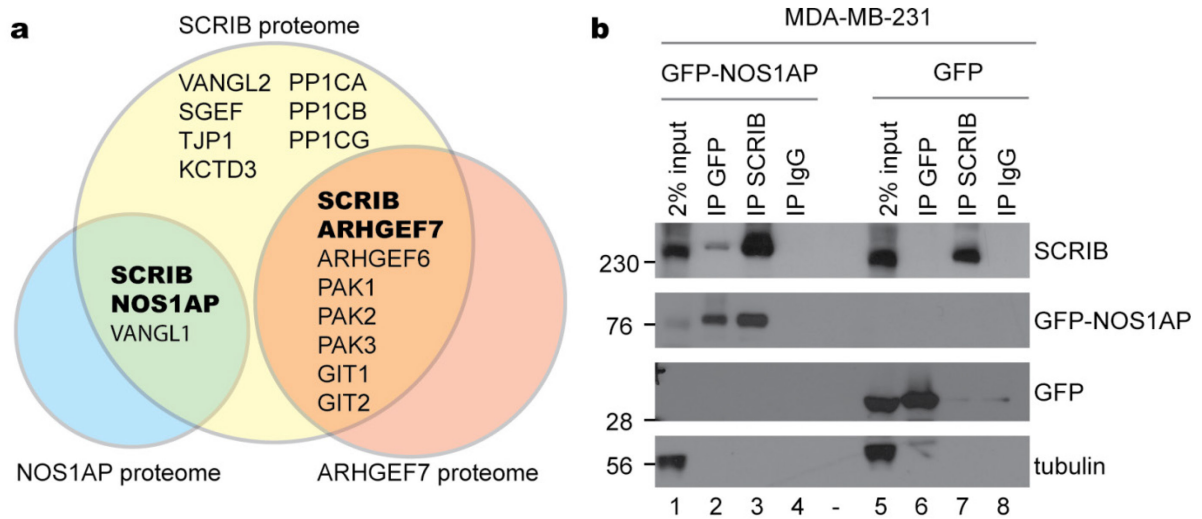 a
SCRIB proteome
VANGL2 PP1CA
SGEF PP1CB
TJP1 PP1CG
KCTD3
SCRIB
ARHGEF7
ARHGEF6
PAK1
PAK2
PAK3
GIT1
GIT2
SCRIB
NOS1AP
VANGL1
NOS1AP proteome
ARHGEF7 proteome
b
MDA-MB-231
GFP-NOS1AP GFP
2% input IP GFP IP SCRIB IP IgG 2% input IP GFP IP SCRIB IP IgG
230 SCRIB
76 GFP-NOS1AP
GFP
28
56 tubulin
1 2 3 4 - 5 6 7 8